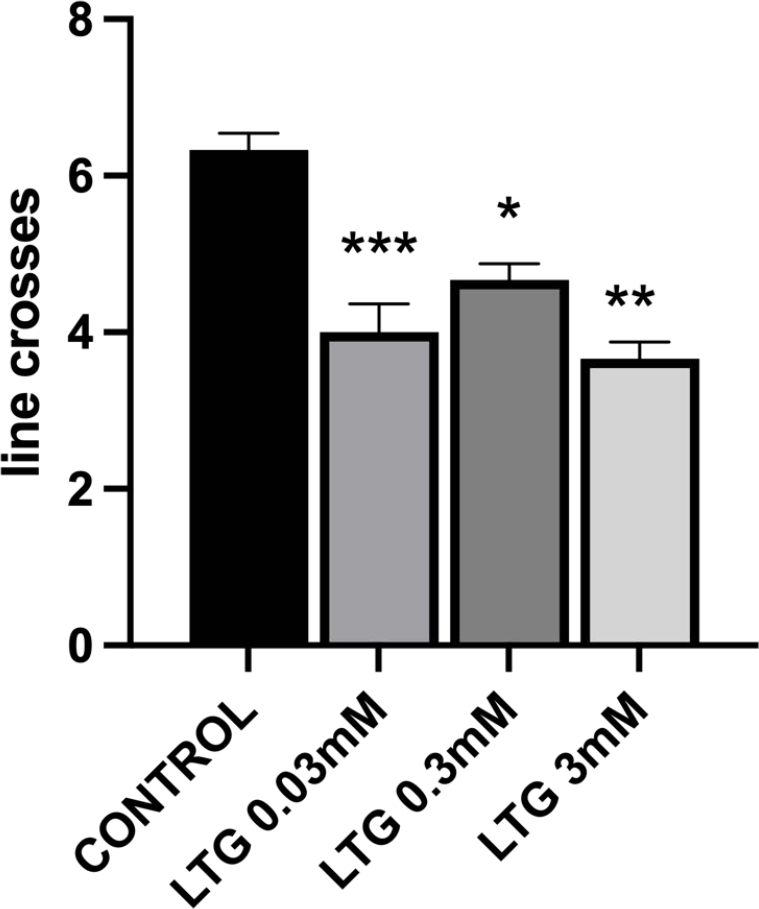 8
6
4
2
0
line crosses
***
*
**
CONTROL
LTG 0.03mM
LTG 0.3mM
LTG 3mM